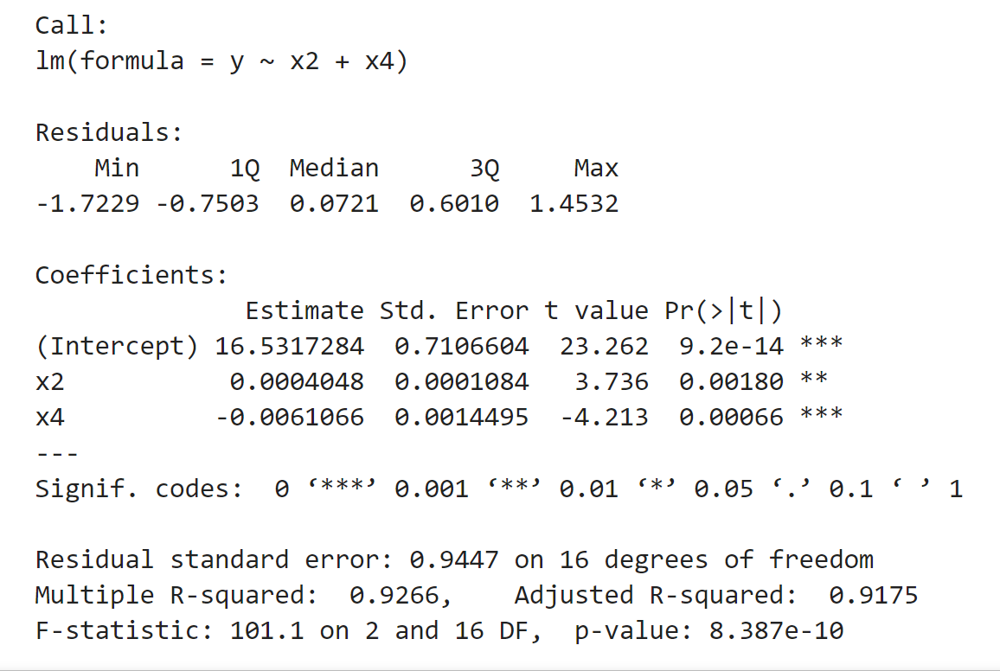 Call:
lm(formula = y ~ x2 + x4)
Residuals:
    Min      1Q  Median      3Q     Max
-1.7229 -0.7503  0.0721  0.6010  1.4532
Coefficients:
              Estimate Std. Error t value Pr(>|t|)
(Intercept) 16.5317284  0.7106604  23.262  9.2e-14 ***
x2           0.0004048  0.0001084   3.736  0.00180 **
x4          -0.0061066  0.0014495  -4.213  0.00066 ***
---
Signif. codes:  0 ‘***’ 0.001 ‘**’ 0.01 ‘*’ 0.05 ‘.’ 0.1 ‘ ’ 1
Residual standard error: 0.9447 on 16 degrees of freedom
Multiple R-squared:  0.9266,    Adjusted R-squared:  0.9175
F-statistic: 101.1 on 2 and 16 DF,  p-value: 8.387e-10